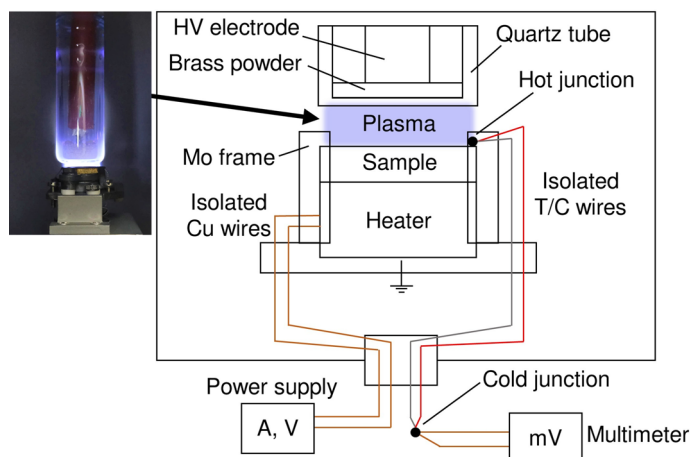 HV electrode
Quartz tube
Brass powder
Hot junction
Plasma
Mo frame
Sample
Isolated
T/C wires
Isolated
Cu wires
Heater
Cold junction
Power supply
A, V
mV
Multimeter